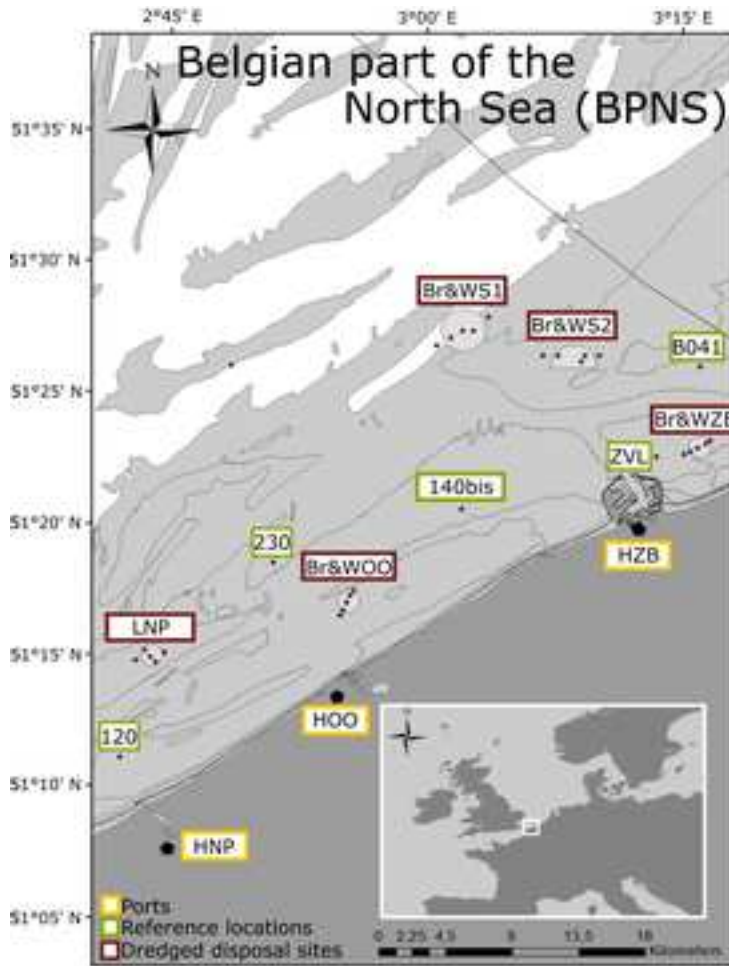 2°45' E 3°00' E 3°15' E
N
Belgian part of the
North Sea (BPNS)
51°35' N
51°30' N
Br&WS1
Br&WS2
B041
51°25' N
Br&WZE
ZVL
140bis
51°20' N
230
HZB
Br&WOO
LNP
51°15' N
HOO
120
51°10' N
HNP
Ports
Reference locations
51°05' N
Dredged disposal sites
0 2.25 4.5 9 13.5 18
Kilometers